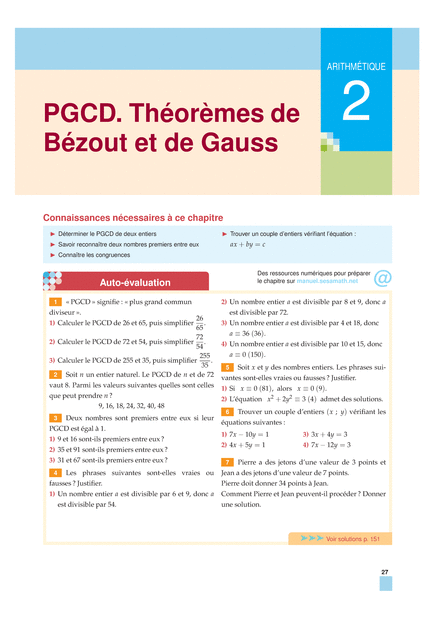 ARITHMÉTIQUE
2
PGCD. Théorèmes de
Bézout et de Gauss
Connaissances nécessaires à ce chapitre
▶ Déterminer le PGCD de deux entiers
▶ Savoir reconnaître deux nombres premiers entre eux
▶ Connaître les congruences
▶ Trouver un couple d'entiers vérifiant l'équation :
ax + by = c
Auto-évaluation
Des ressources numériques pour préparer
le chapitre sur manuel.sesamath.net
@
1 « PGCD » signifie : « plus grand commun
diviseur ».
1) Calculer le PGCD de 26 et 65, puis simplifier 26/65.
2) Calculer le PGCD de 72 et 54, puis simplifier 72/54.
3) Calculer le PGCD de 255 et 35, puis simplifier 255/35.
2 Soit n un entier naturel. Le PGCD de n et de 72
vaut 8. Parmi les valeurs suivantes quelles sont celles
que peut prendre n ?
9, 16, 18, 24, 32, 40, 48
3 Deux nombres sont premiers entre eux si leur
PGCD est égal à 1.
1) 9 et 16 sont-ils premiers entre eux ?
2) 35 et 91 sont-ils premiers entre eux ?
3) 31 et 67 sont-ils premiers entre eux ?
4 Les phrases suivantes sont-elles vraies ou
fausses ? Justifier.
1) Un nombre entier a est divisible par 6 et 9, donc a
est divisible par 54.
2) Un nombre entier a est divisible par 8 et 9, donc a
est divisible par 72.
3) Un nombre entier a est divisible par 4 et 18, donc
a ≡ 36 (36).
4) Un nombre entier a est divisible par 10 et 15, donc
a ≡ 0 (150).
5 Soit x et y des nombres entiers. Les phrases sui-
vantes sont-elles vraies ou fausses ? Justifier.
1) Si x ≡ 0 (81), alors x ≡ 0 (9).
2) L'équation x² + 2y² ≡ 3 (4) admet des solutions.
6 Trouver un couple d'entiers (x ; y) vérifiant les
équations suivantes :
1) 7x − 10y = 1
3) 3x + 4y = 3
2) 4x + 5y = 1
4) 7x − 12y = 3
7 Pierre a des jetons d'une valeur de 3 points et
Jean a des jetons d'une valeur de 7 points.
Pierre doit donner 34 points à Jean.
Comment Pierre et Jean peuvent-il procéder ? Donner
une solution.
▶▶▶ Voir solutions p. 151
27